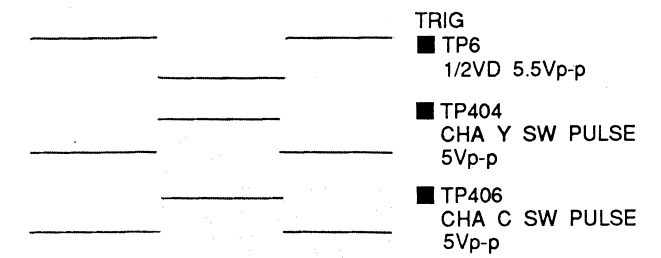 TRIG
■ TP6
1/2VD 5.5Vp-p
■ TP404
CHA Y SW PULSE
5Vp-p
■ TP406
CHA C SW PULSE
5Vp-p